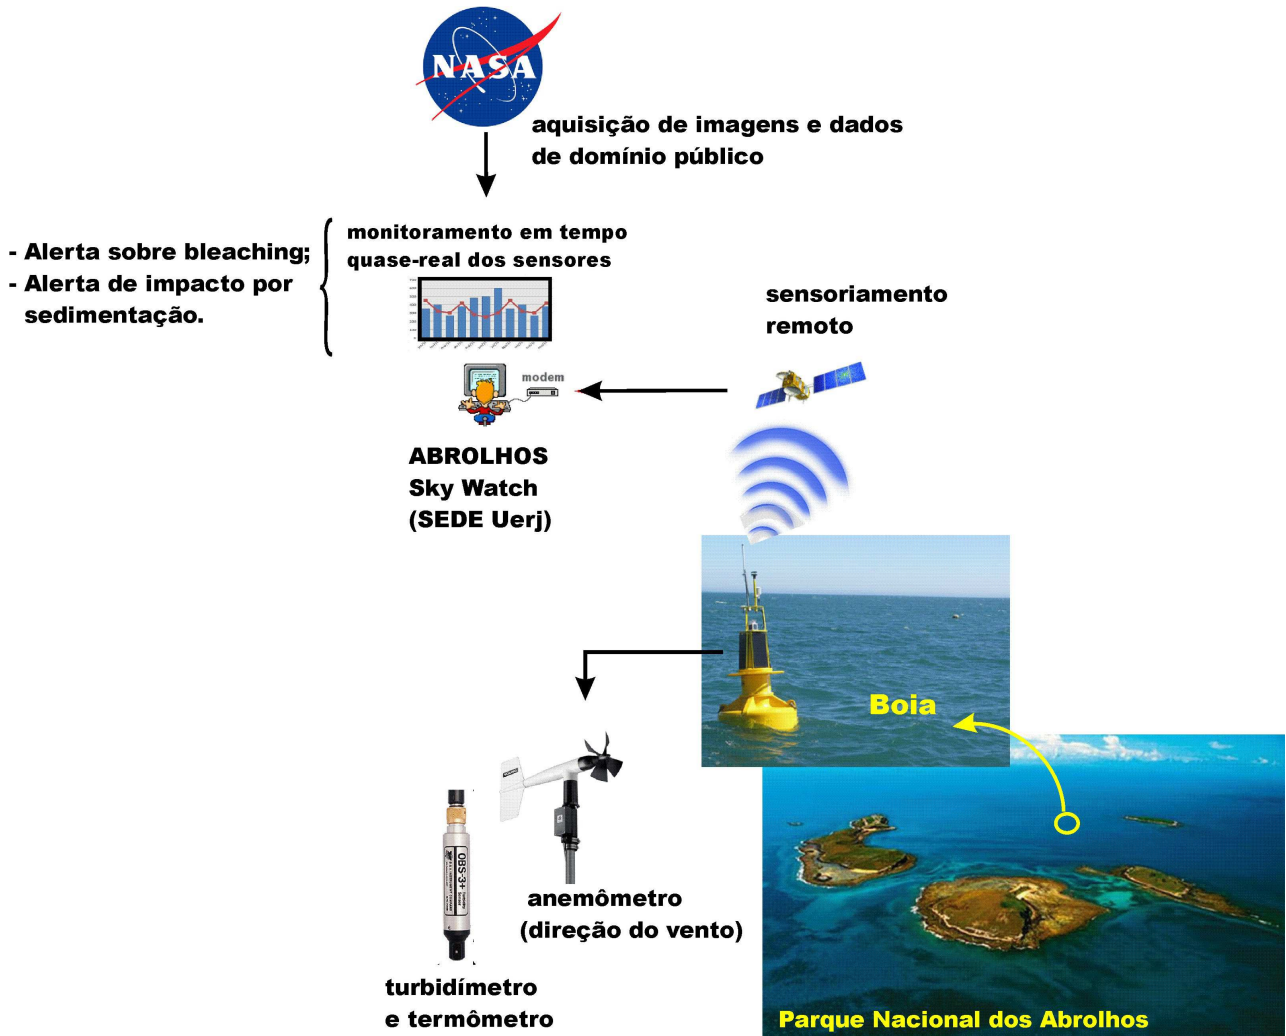 NASA
aquisição de imagens e dados
de domínio público
- Alerta sobre bleaching;
- Alerta de impacto por
sedimentação.
monitoramento em tempo
quase-real dos sensores
modem
sensoriamento
remoto
ABROLHOS
Sky Watch
(SEDE Uerj)
Boia
OBS-3+
anemômetro
(direção do vento)
turbidímetro
e termômetro
Parque Nacional dos Abrolhos